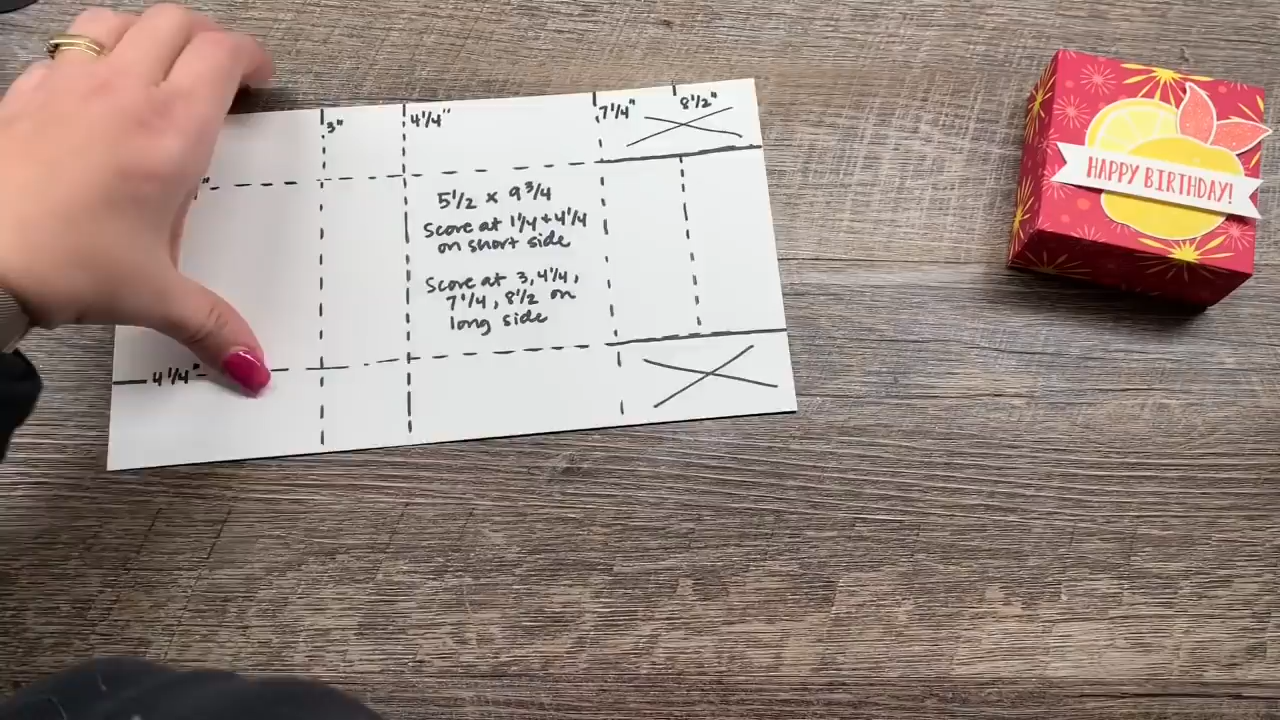 3"
4 1/4"
7 1/4"
8 1/2"
5 1/2 x 9 3/4
Score at 1 1/4 + 4 1/4
on short side
Score at 3, 4 1/4,
7 1/4, 8 1/2 on
long side
4 1/4"
HAPPY BIRTHDAY!